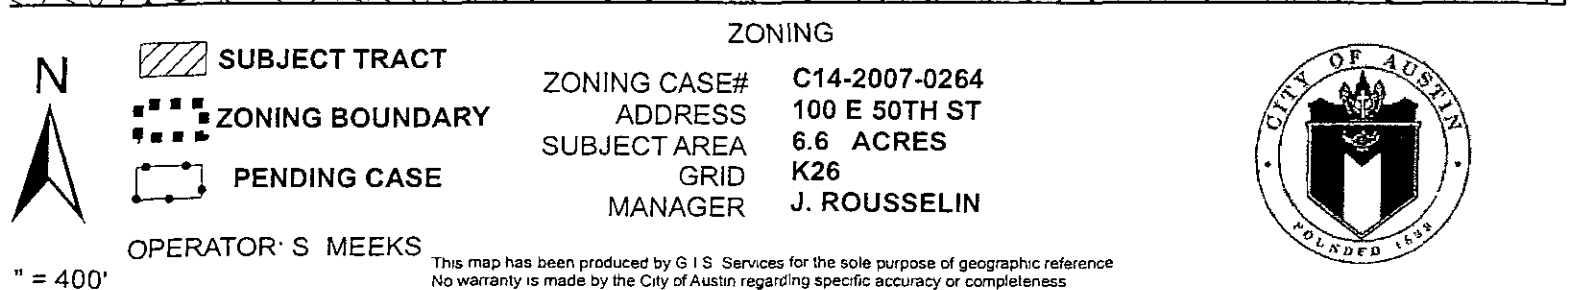 ZONING
N
SUBJECT TRACT
ZONING BOUNDARY
PENDING CASE
OPERATOR· S MEEKS
" = 400'
ZONING CASE# C14-2007-0264
ADDRESS 100 E 50TH ST
SUBJECT AREA 6.6 ACRES
GRID K26
MANAGER J. ROUSSELIN
This map has been produced by G I S Services for the sole purpose of geographic reference
No warranty is made by the City of Austin regarding specific accuracy or completeness
CITY OF AUSTIN
FOUNDED 1839